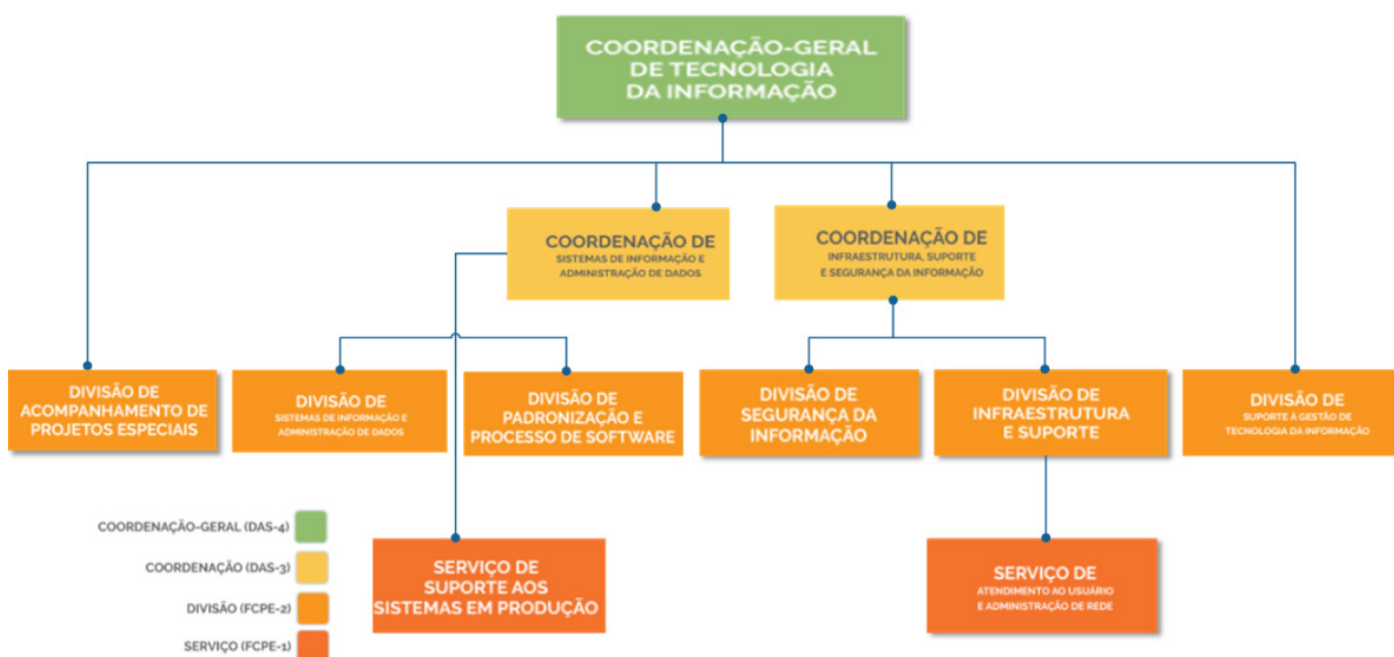 COORDENAÇÃO-GERAL
DE TECNOLOGIA
DA INFORMAÇÃO
COORDENAÇÃO DE
SISTEMAS DE INFORMAÇÃO E
ADMINISTRAÇÃO DE DADOS
COORDENAÇÃO DE
INFRAESTRUTURA, SUPORTE
E SEGURANÇA DA INFORMAÇÃO
DIVISÃO DE
ACOMPANHAMENTO DE
PROJETOS ESPECIAIS
DIVISÃO DE
SISTEMAS DE INFORMAÇÃO E
ADMINISTRAÇÃO DE DADOS
DIVISÃO DE
PADRONIZAÇÃO E
PROCESSO DE SOFTWARE
DIVISÃO DE
SEGURANÇA DA
INFORMAÇÃO
DIVISÃO DE
INFRAESTRUTURA
E SUPORTE
DIVISÃO DE
SUPORTE À GESTÃO DE
TECNOLOGIA DA INFORMAÇÃO
SERVIÇO DE
SUPORTE AOS
SISTEMAS EM PRODUÇÃO
SERVIÇO DE
ATENDIMENTO AO USUÁRIO
E ADMINISTRAÇÃO DE REDE
COORDENAÇÃO-GERAL (DAS-4)
COORDENAÇÃO (DAS-3)
DIVISÃO (FCPE-2)
SERVIÇO (FCPE-1)